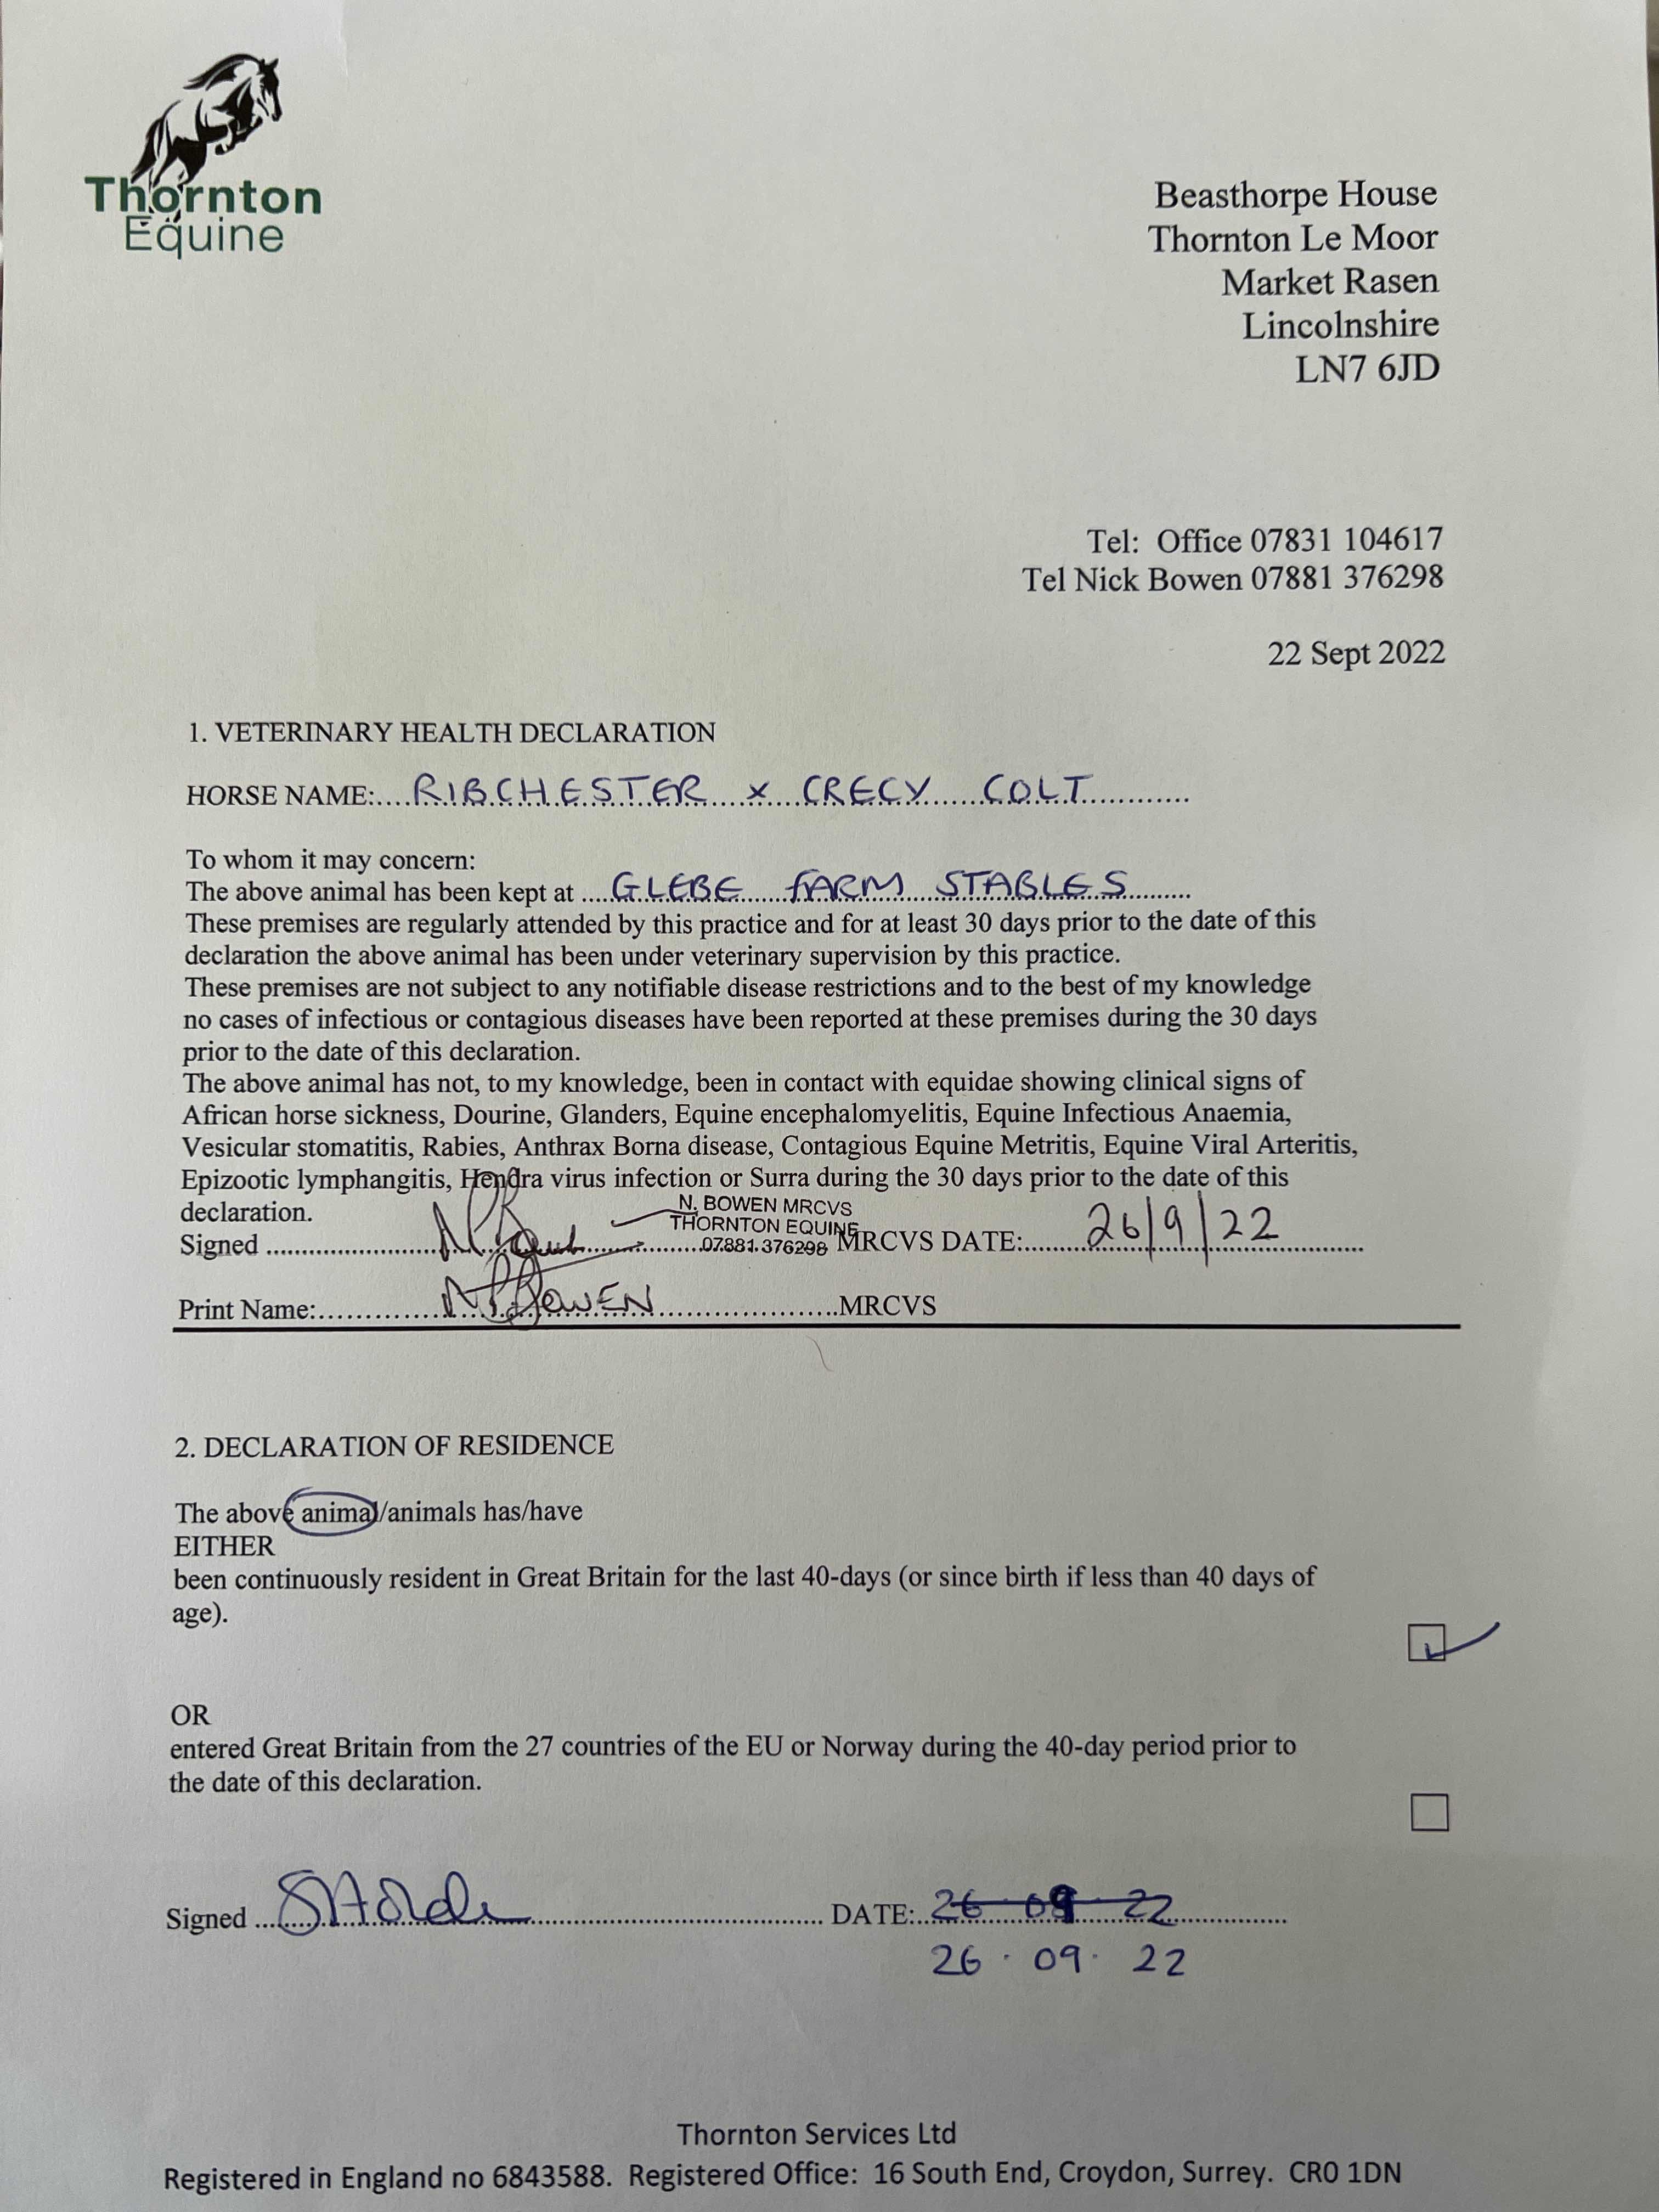 Thornton
Equine
Beasthorpe House
Thornton Le Moor
Market Rasen
Lincolnshire
LN7 6JD
Tel: Office 07831 104617
Tel Nick Bowen 07881 376298
22 Sept 2022
1. VETERINARY HEALTH DECLARATION
HORSE NAME:....RIBCHESTER x CRECY COLT............
To whom it may concern:
The above animal has been kept at ....GLEBE FARM STABLES..........
These premises are regularly attended by this practice and for at least 30 days prior to the date of this
declaration the above animal has been under veterinary supervision by this practice.
These premises are not subject to any notifiable disease restrictions and to the best of my knowledge
no cases of infectious or contagious diseases have been reported at these premises during the 30 days
prior to the date of this declaration.
The above animal has not, to my knowledge, been in contact with equidae showing clinical signs of
African horse sickness, Dourine, Glanders, Equine encephalomyelitis, Equine Infectious Anaemia,
Vesicular stomatitis, Rabies, Anthrax Borna disease, Contagious Equine Metritis, Equine Viral Arteritis,
Epizootic lymphangitis, Hendra virus infection or Surra during the 30 days prior to the date of this
declaration.
N. BOWEN MRCVS
THORNTON EQUINE
07881 376298
Signed .......... MRCVS DATE:.......26/9/22.......
Print Name:.......N P BOWEN.......MRCVS
2. DECLARATION OF RESIDENCE
The above animal/animals has/have
EITHER
been continuously resident in Great Britain for the last 40-days (or since birth if less than 40 days of
age).
OR
entered Great Britain from the 27 countries of the EU or Norway during the 40-day period prior to
the date of this declaration.
Signed .......... DATE:..26 09 22..........
26 · 09 · 22
Thornton Services Ltd
Registered in England no 6843588. Registered Office: 16 South End, Croydon, Surrey. CR0 1DN